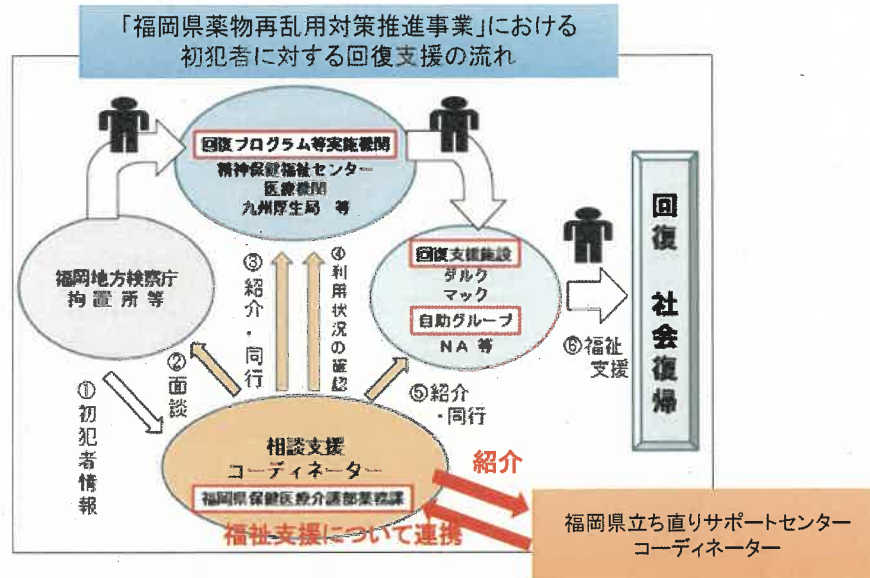 「福岡県薬物再乱用対策推進事業」における
初犯者に対する回復支援の流れ
回復プログラム等実施機関
精神保健福祉センター
医療機関
九州厚生局　等
福岡地方検察庁
拘置所等
③紹介・同行
④利用状況の確認
回復支援施設
ダルク
マック
自助グループ
NA 等
⑥福祉
支援
回復　社会復帰
②面談
①初犯者情報
⑤紹介
・同行
相談支援
コーディネーター
福岡県保健医療介護部薬務課
紹介
福祉支援について連携
福岡県立ち直りサポートセンター
コーディネーター